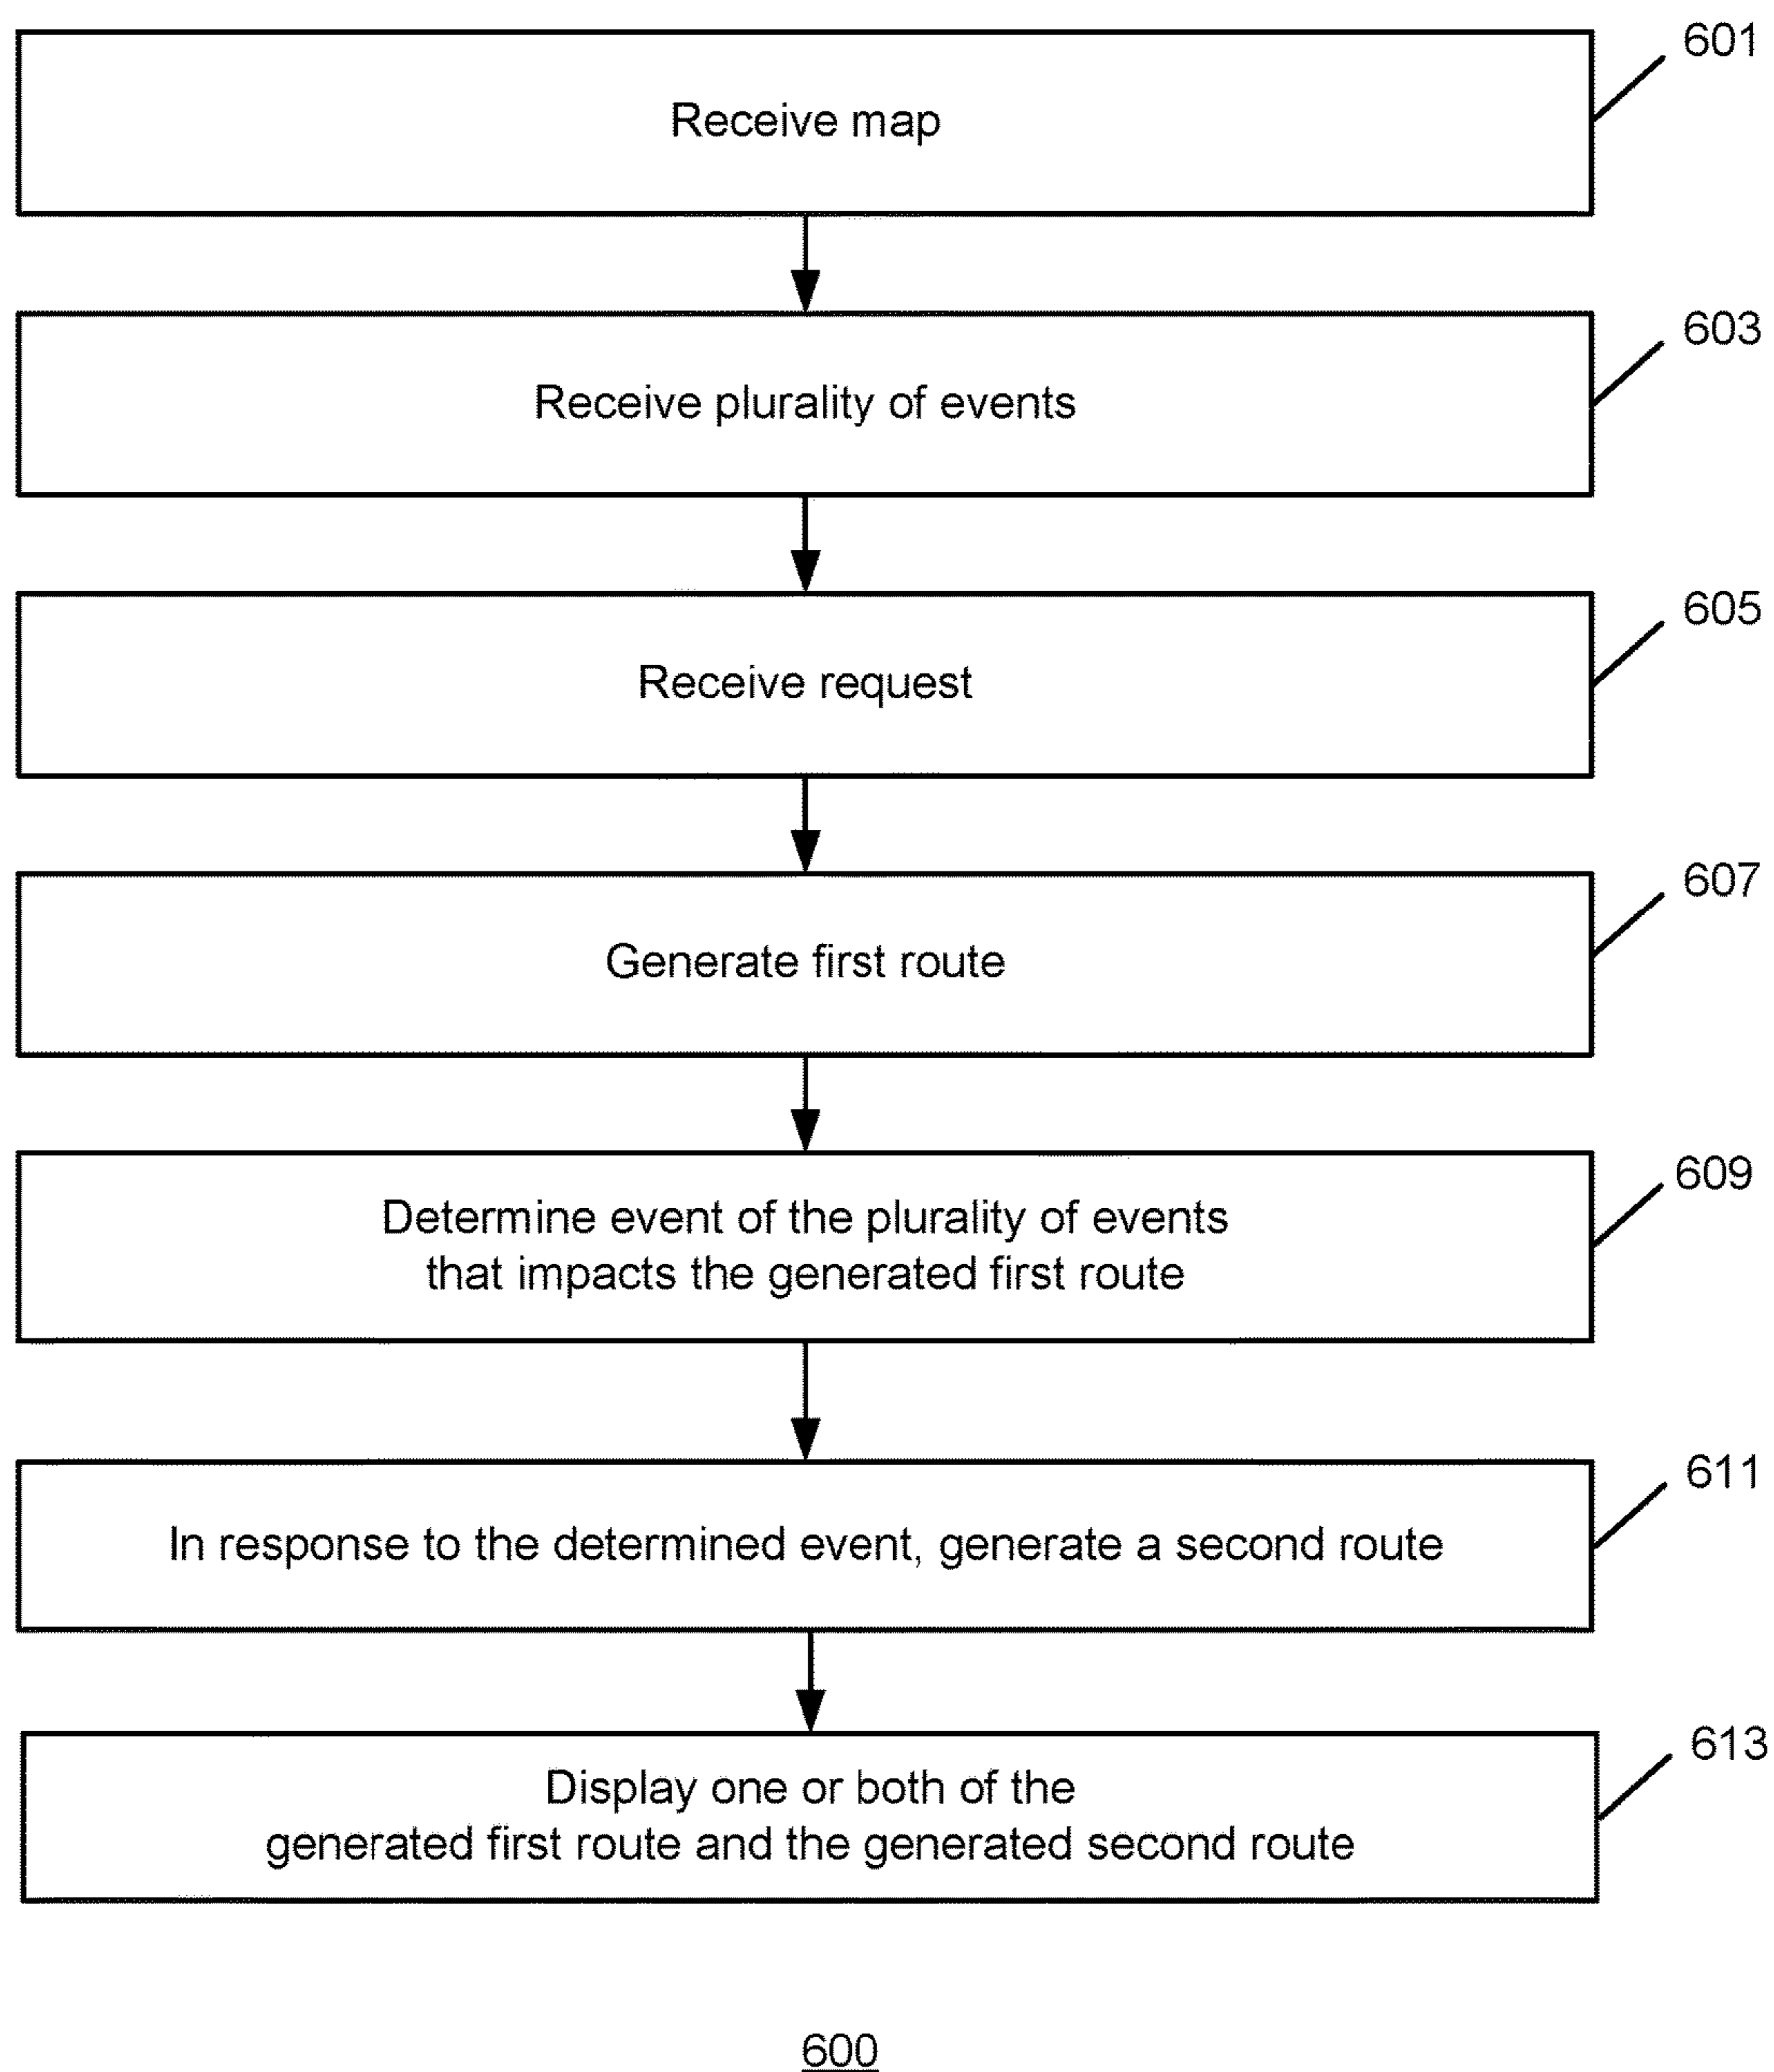 601
Receive map
603
Receive plurality of events
605
Receive request
607
Generate first route
609
Determine event of the plurality of events
that impacts the generated first route
611
In response to the determined event, generate a second route
613
Display one or both of the
generated first route and the generated second route
600